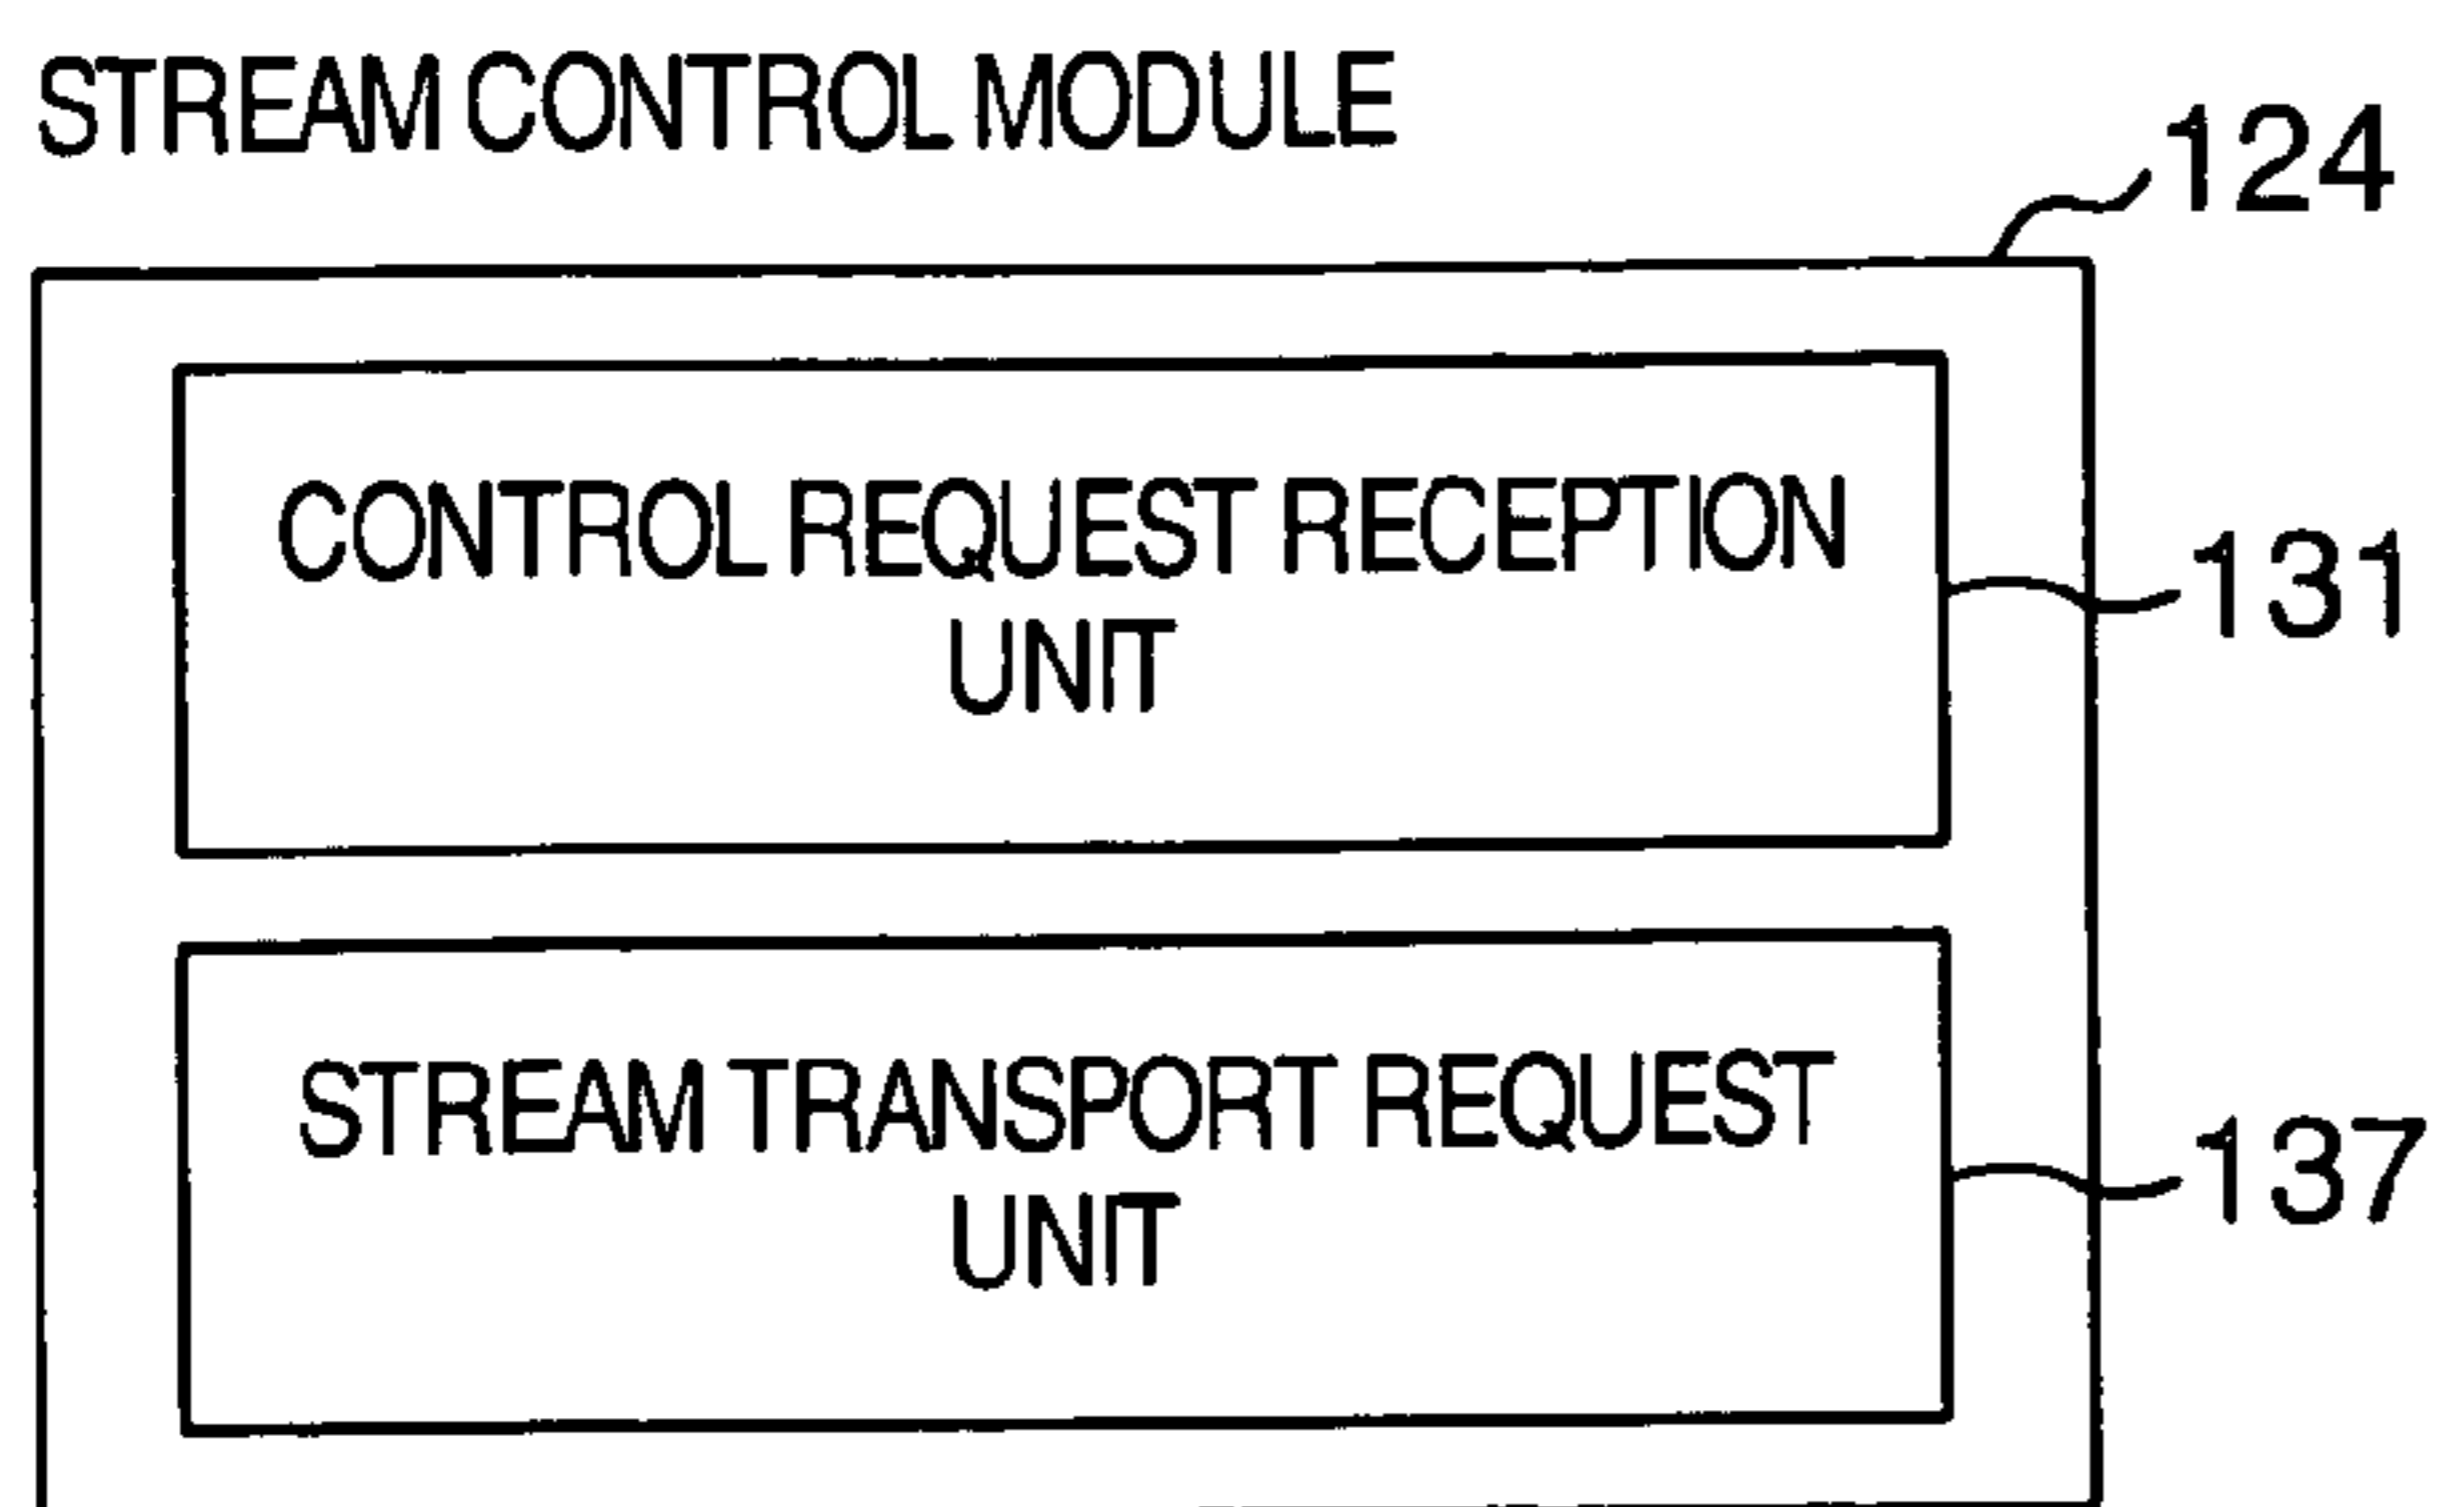 STREAM CONTROL MODULE
124
CONTROL REQUEST RECEPTION
UNIT
131
STREAM TRANSPORT REQUEST
UNIT
137